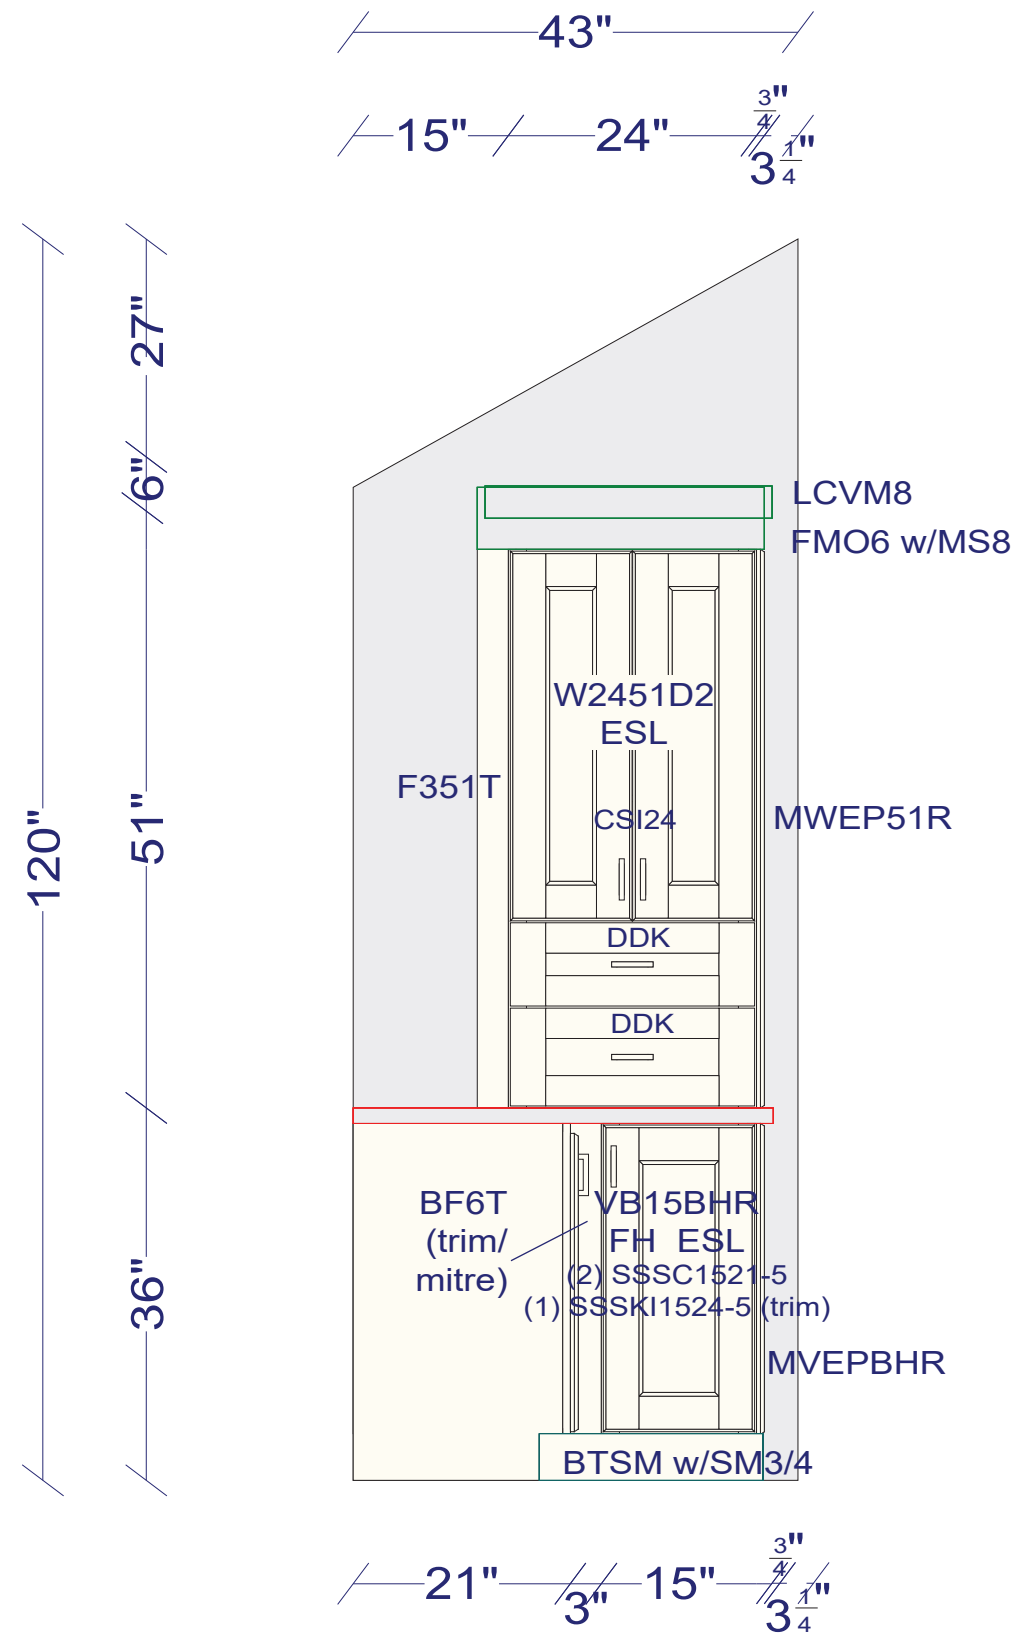 43"
15"
24"
3/4"
3 1/4"
27"
6"
51"
36"
120"
LCVM8
FMO6 w/MS8
W2451D2
ESL
F351T
CSI24
MWEP51R
DDK
DDK
BF6T
(trim/
mitre)
VB15BHR
FH ESL
(2) SSSC1521-5
(1) SSSKI1524-5 (trim)
MVEPBHR
BTSM w/SM3/4
21"
3"
15"
3/4"
3 1/4"